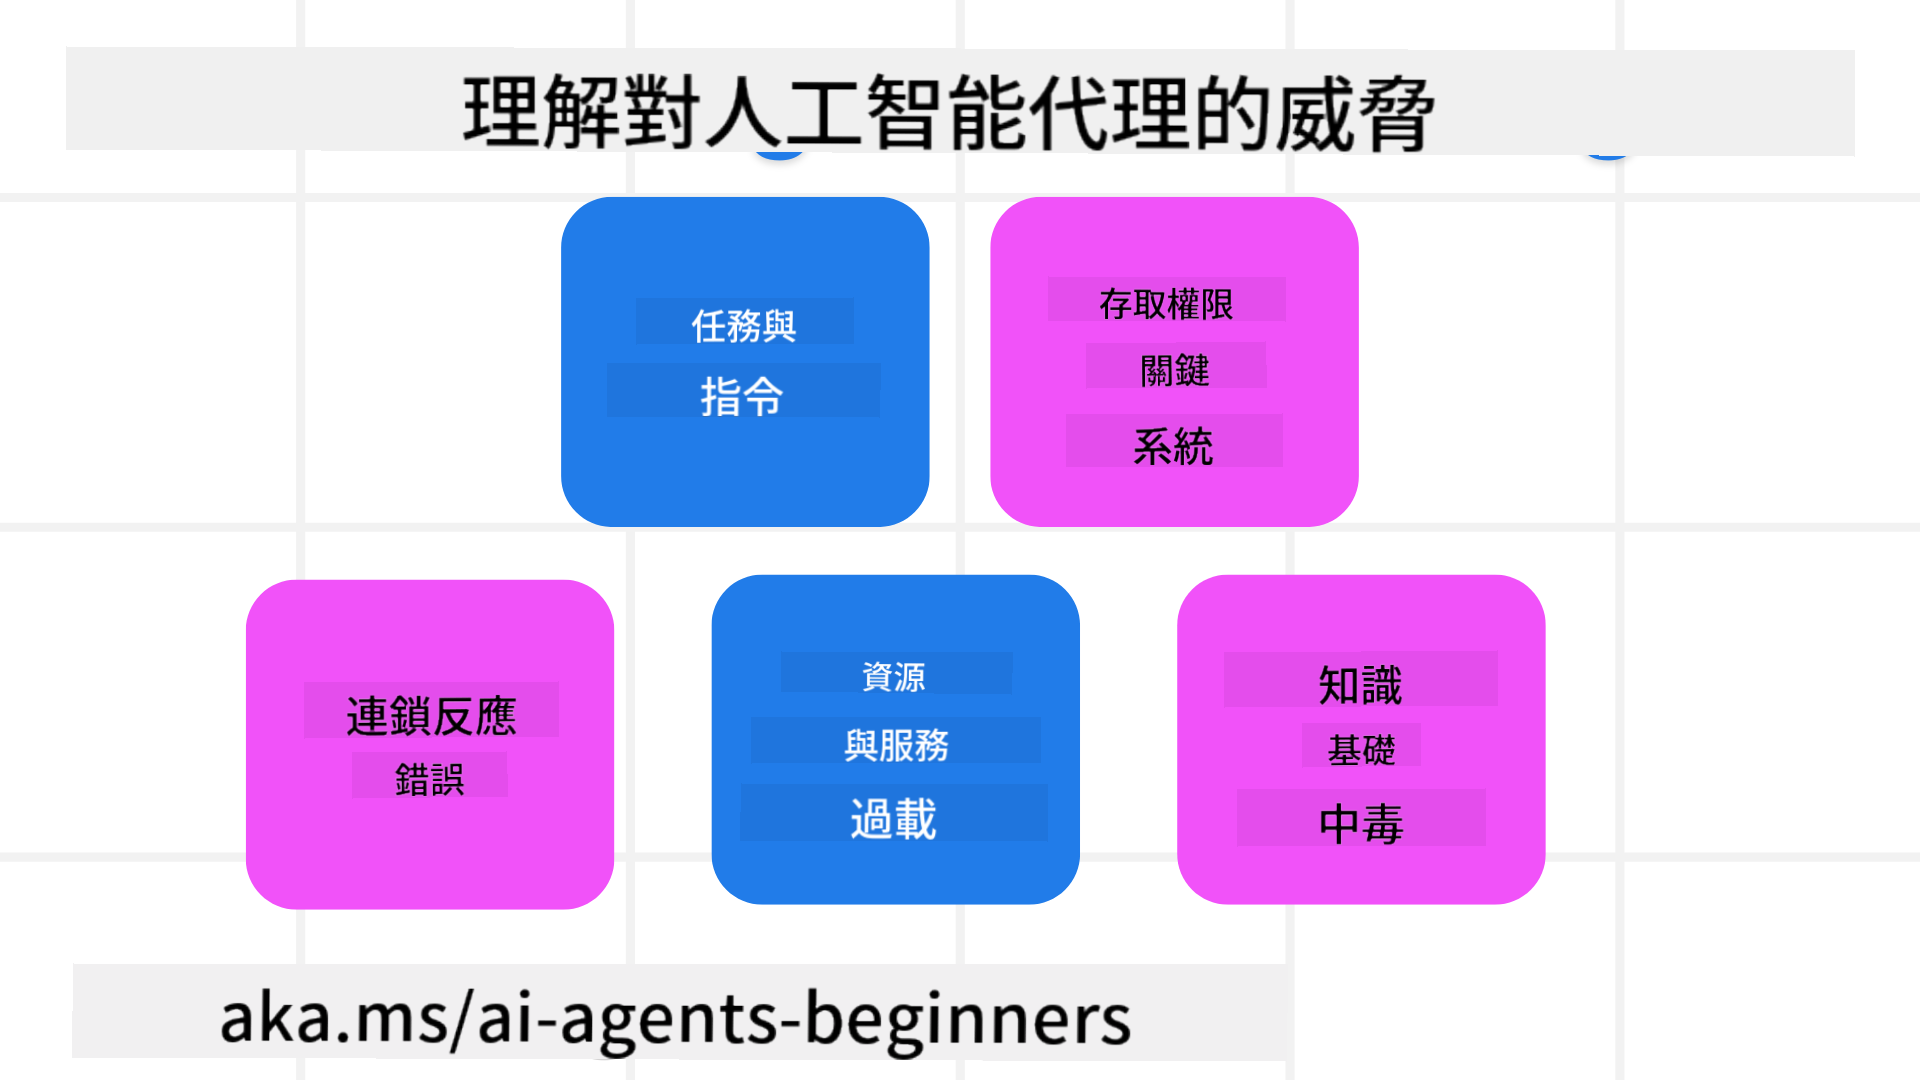 理解對人工智能代理的威脅
任務與
指令
存取權限
關鍵
系統
連鎖反應
錯誤
資源
與服務
過載
知識
基礎
中毒
aka.ms/ai-agents-beginners